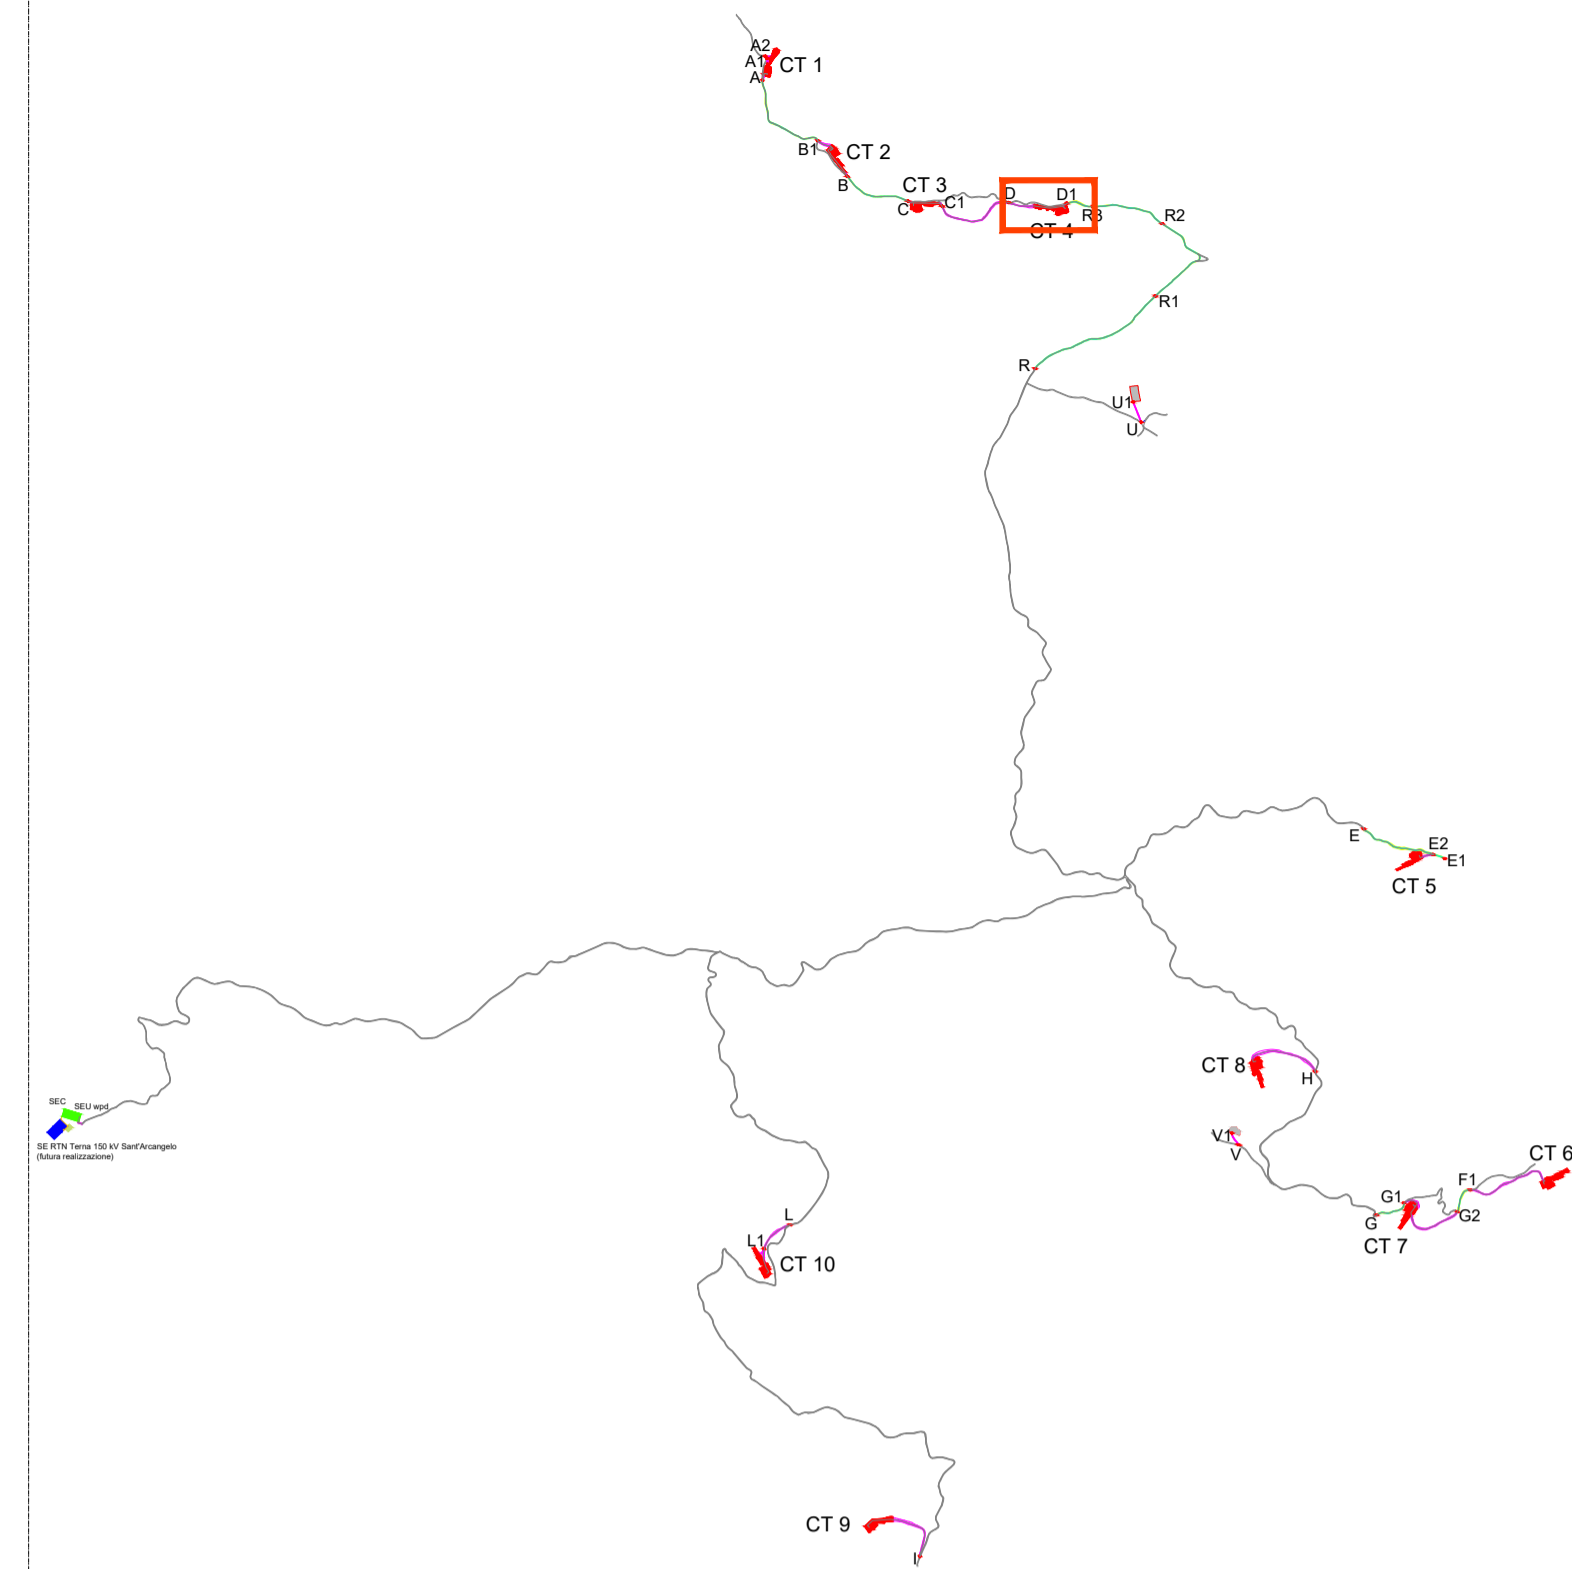 A2
A1
CT 1
A
B1
CT 2
B
CT 3
C
C1
D
D1
R3
R2
CT 4
R1
R
U1
U
E
E2
E1
CT 5
CT 8
H
SEC
SEU wpd
SE RTN Terna 150 kV Sant'Arcangelo
(futura realizzazione)
V1
V
CT 6
F1
G1
G
G2
CT 7
L
L1
CT 10
CT 9
I